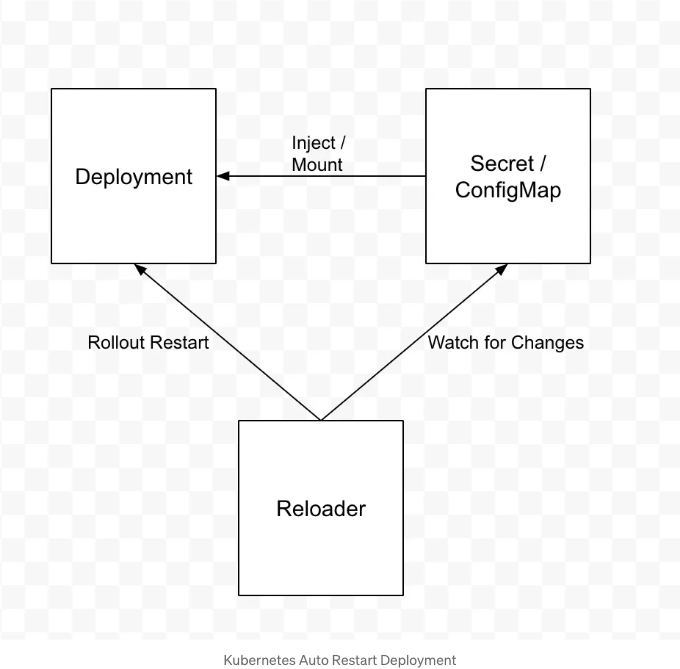 Inject /
Mount
Deployment
Secret /
ConfigMap
Rollout Restart
Watch for Changes
Reloader
Kubernetes Auto Restart Deployment